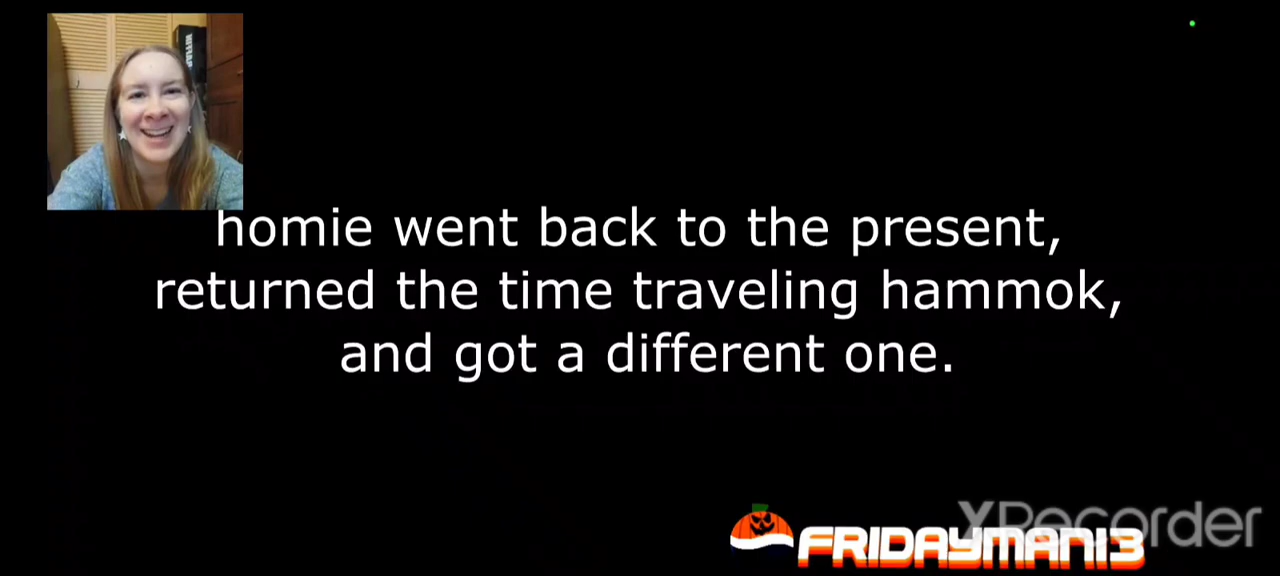 homie went back to the present,
returned the time traveling hammok,
and got a different one.
XRecorder
FRIDAYMAN13